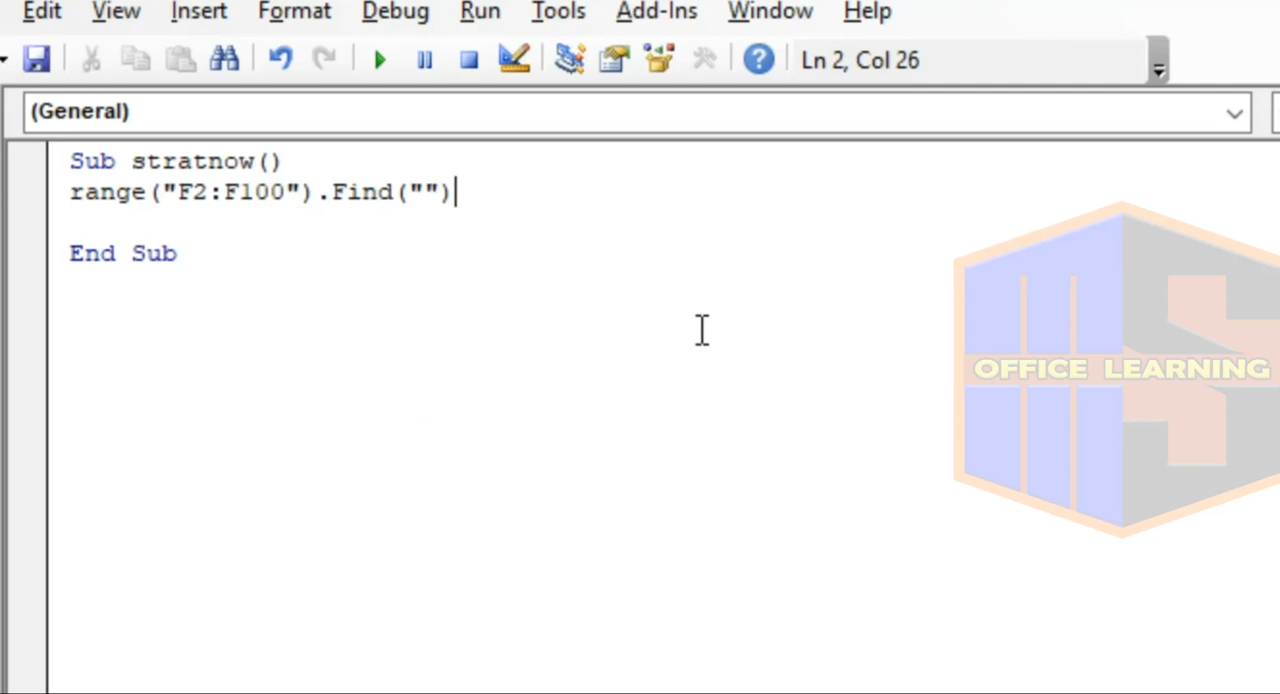 Edit View Insert Format Debug Run Tools Add-Ins Window Help
Ln 2, Col 26
(General)
Sub stratnow()
range("F2:F100").Find("")
End Sub
OFFICE LEARNING